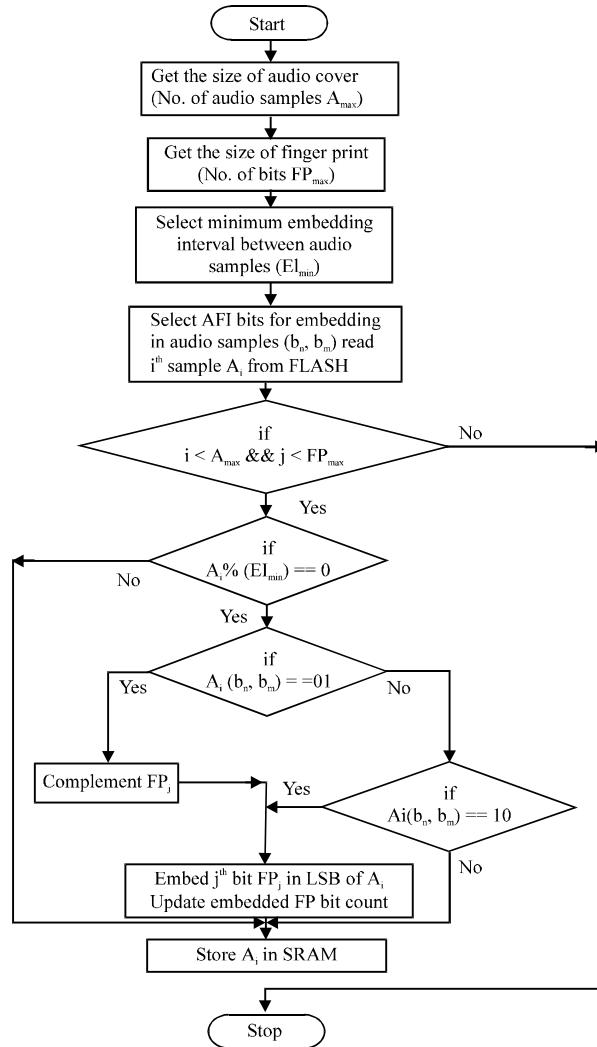 Start
Get the size of audio cover
(No. of audio samples Aₘₐₓ)
Get the size of finger print
(No. of bits FPₘₐₓ)
Select minimum embedding
interval between audio
samples (EIₘᵢₙ)
Select AFI bits for embedding
in audio samples (bₙ, bₘ) read
iᵗʰ sample Aᵢ from FLASH
if
i < Aₘₐₓ && j < FPₘₐₓ
No
Yes
if
Aᵢ% (EIₘᵢₙ) == 0
No
Yes
if
Aᵢ (bₙ, bₘ) = =01
Yes
No
Complement FPⱼ
Yes
if
Ai(bₙ, bₘ) == 10
No
Embed jᵗʰ bit FPⱼ in LSB of Aᵢ
Update embedded FP bit count
Store Aᵢ in SRAM
Stop